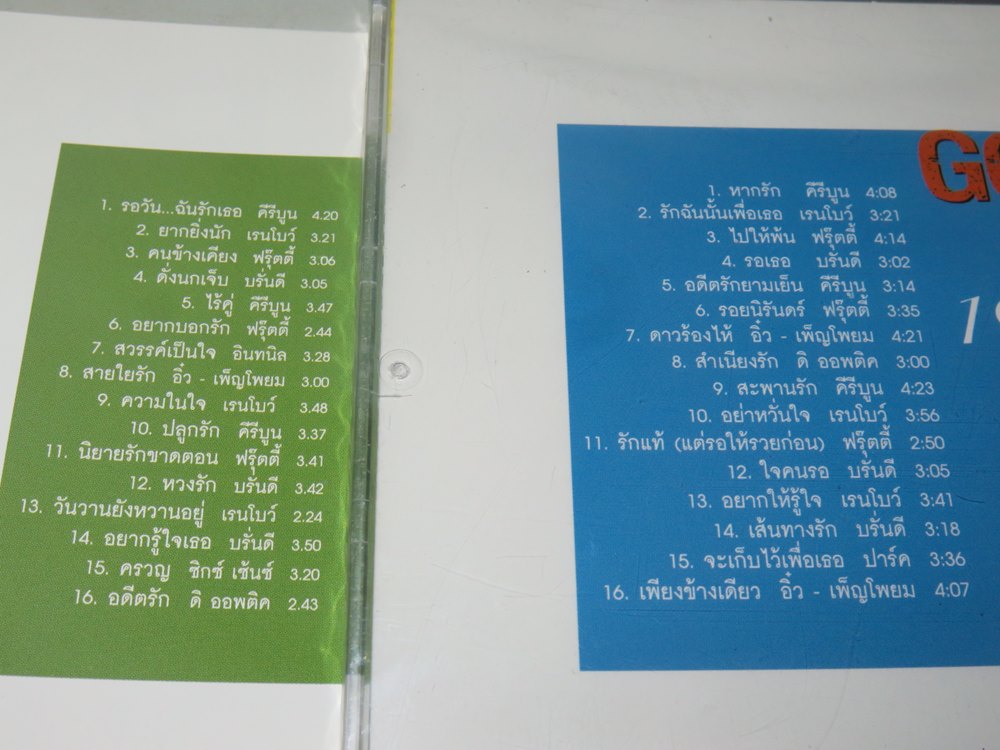 1. รอวัน...ฉันรักเธอ คีรีบูน 4.20
2. ยากยิ่งนัก เรนโบว์ 3.21
3. คนข้างเคียง ฟรุ๊ตตี้ 3.06
4. ดั่งนกเจ็บ บรั่นดี 3.05
5. ไร้คู่ คีรีบูน 3.47
6. อยากบอกรัก ฟรุ๊ตตี้ 2.44
7. สวรรค์เป็นใจ อินทนิล 3.28
8. สายใยรัก อิ๋ว - เพ็ญโพยม 3.00
9. ความในใจ เรนโบว์ 3.48
10. ปลูกรัก คีรีบูน 3.37
11. นิยายรักขาดตอน ฟรุ๊ตตี้ 3.41
12. หวงรัก บรั่นดี 3.42
13. วันวานยังหวานอยู่ เรนโบว์ 2.24
14. อยากรู้ใจเธอ บรั่นดี 3.50
15. ครวญ ซิกซ์ เซ้นซ์ 3.20
16. อดีตรัก ดิ ออพติค 2.43
1. หากรัก คีรีบูน 4:08
2. รักฉันนั้นเพื่อเธอ เรนโบว์ 3:21
3. ไปให้พ้น ฟรุ๊ตตี้ 4:14
4. รอเธอ บรั่นดี 3:02
5. อดีตรักยามเย็น คีรีบูน 3:14
6. รอยนิรันดร์ ฟรุ๊ตตี้ 3:35
7. ดาวร้องไห้ อิ๋ว - เพ็ญโพยม 4:21
8. สำเนียงรัก ดิ ออพติค 3:00
9. สะพานรัก คีรีบูน 4:23
10. อย่าหวั่นใจ เรนโบว์ 3:56
11. รักแท้ (แต่รอให้รวยก่อน) ฟรุ๊ตตี้ 2:50
12. ใจคนรอ บรั่นดี 3:05
13. อยากให้รู้ใจ เรนโบว์ 3:41
14. เส้นทางรัก บรั่นดี 3:18
15. จะเก็บไว้เพื่อเธอ ปาร์ค 3:36
16. เพียงข้างเดียว อิ๋ว - เพ็ญโพยม 4:07